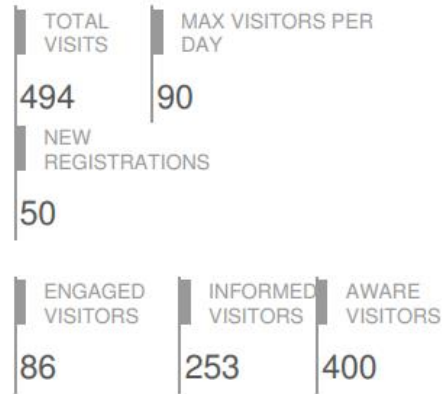 TOTAL
VISITS
MAX VISITORS PER
DAY
494
90
NEW
REGISTRATIONS
50
ENGAGED
VISITORS
INFORMED
VISITORS
AWARE
VISITORS
86
253
400